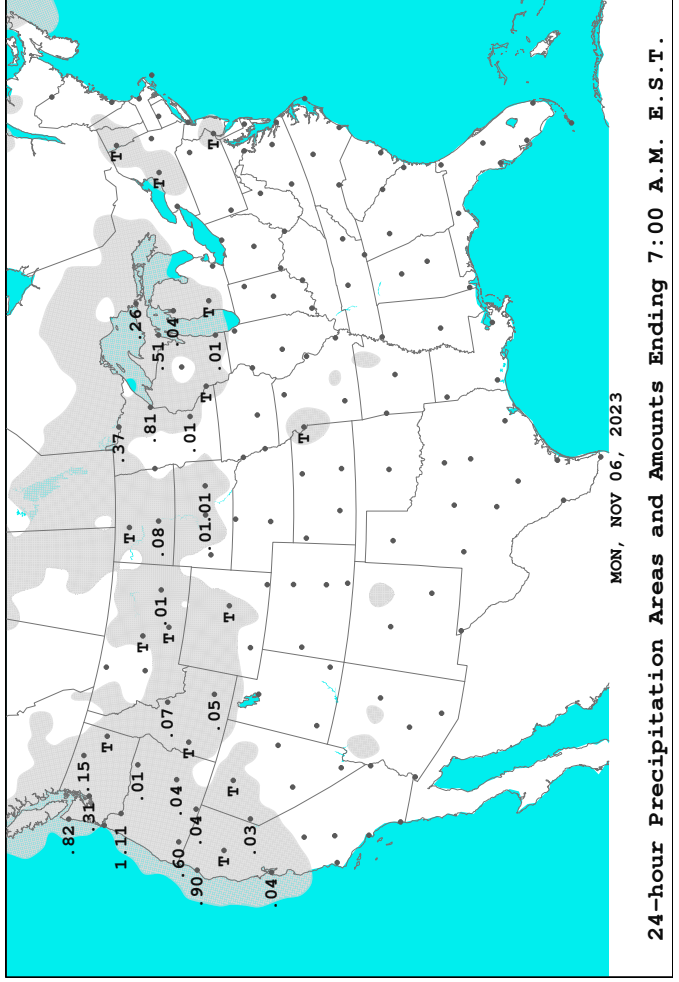 .82
.15
.31
T
T
.37
1.11
T
.26
.01
T
.81
.08
.51
T
.01
.07
T
.04
.04
.60
T
.01
.04
.90
.01
.01
T
T
T
.05
.01
T
T
T
.03
.04
T
MON, NOV 06, 2023
24-hour Precipitation Areas and Amounts Ending 7:00 A.M. E.S.T.